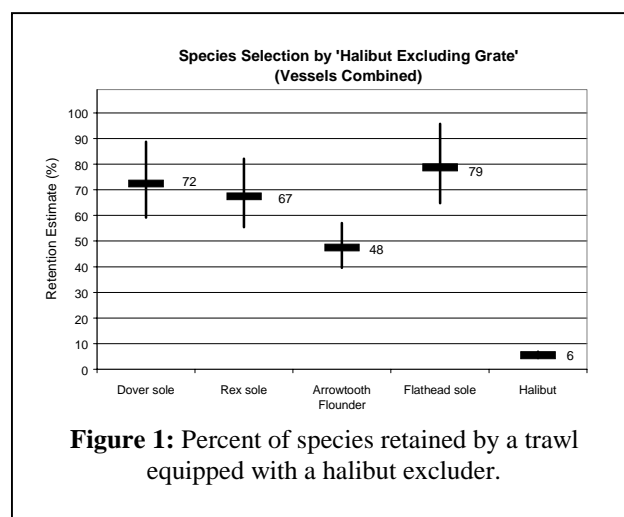 Species Selection by 'Halibut Excluding Grate'
(Vessels Combined)
Retention Estimate (%)
100
90
80
70
60
50
40
30
20
10
0
72
67
48
79
6
Dover sole
Rex sole
Arrowtooth
Flounder
Flathead sole
Halibut
Figure 1: Percent of species retained by a trawl
equipped with a halibut excluder.